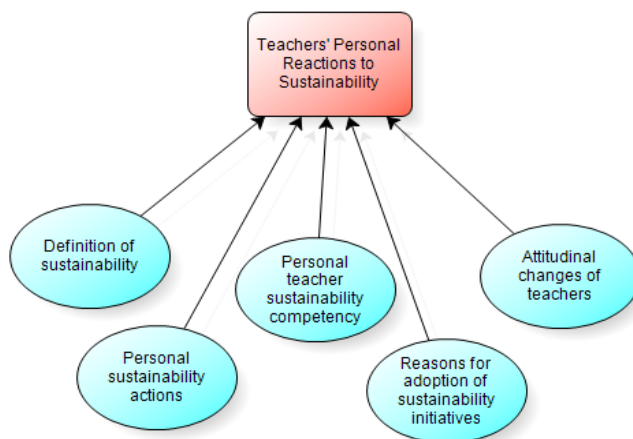 Teachers' Personal
Reactions to
Sustainability
Definition of
sustainability
Personal
sustainability
actions
Personal
teacher
sustainability
competency
Reasons for
adoption of
sustainability
initiatives
Attitudinal
changes of
teachers